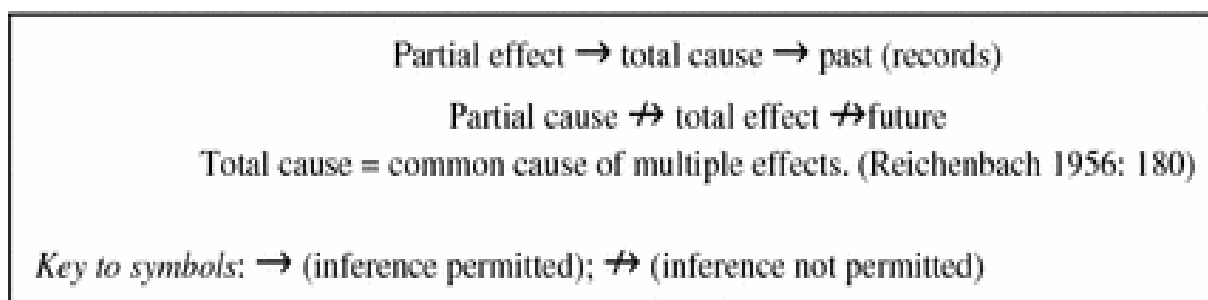 Partial effect → total cause → past (records)
Partial cause ↛ total effect ↛future
Total cause = common cause of multiple effects. (Reichenbach 1956: 180)
Key to symbols: → (inference permitted); ↛ (inference not permitted)